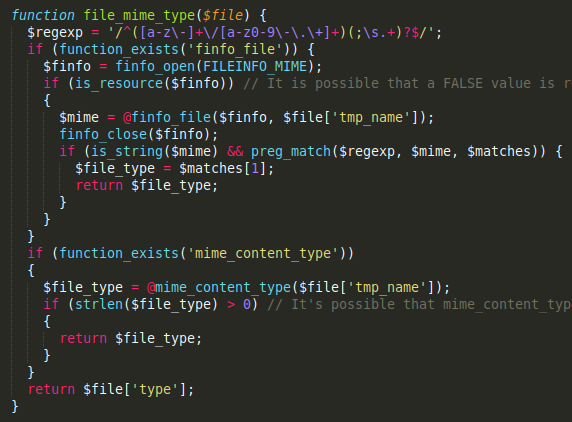 function file_mime_type($file) {
  $regexp = '/^([a-z\-]+\/[a-z0-9\-\.\+]+)(;\s.+)?$/';
  if (function_exists('finfo_file')) {
    $finfo = finfo_open(FILEINFO_MIME);
    if (is_resource($finfo)) // It is possible that a FALSE value is r
    {
      $mime = @finfo_file($finfo, $file['tmp_name']);
      finfo_close($finfo);
      if (is_string($mime) && preg_match($regexp, $mime, $matches)) {
        $file_type = $matches[1];
        return $file_type;
      }
    }
  }
  if (function_exists('mime_content_type'))
  {
    $file_type = @mime_content_type($file['tmp_name']);
    if (strlen($file_type) > 0) // It's possible that mime_content_typ
    {
      return $file_type;
    }
  }
  return $file['type'];
}